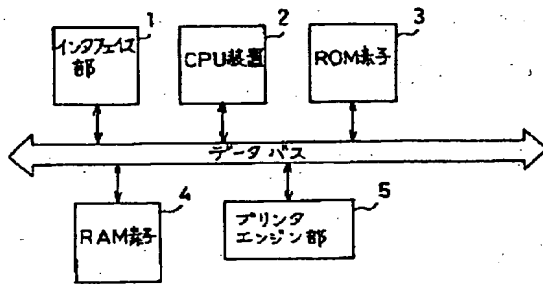 1
インタフェイス
部
2
CPU装置
3
ROM素子
データバス
4
RAM素子
5
プリンタ
エンジン部